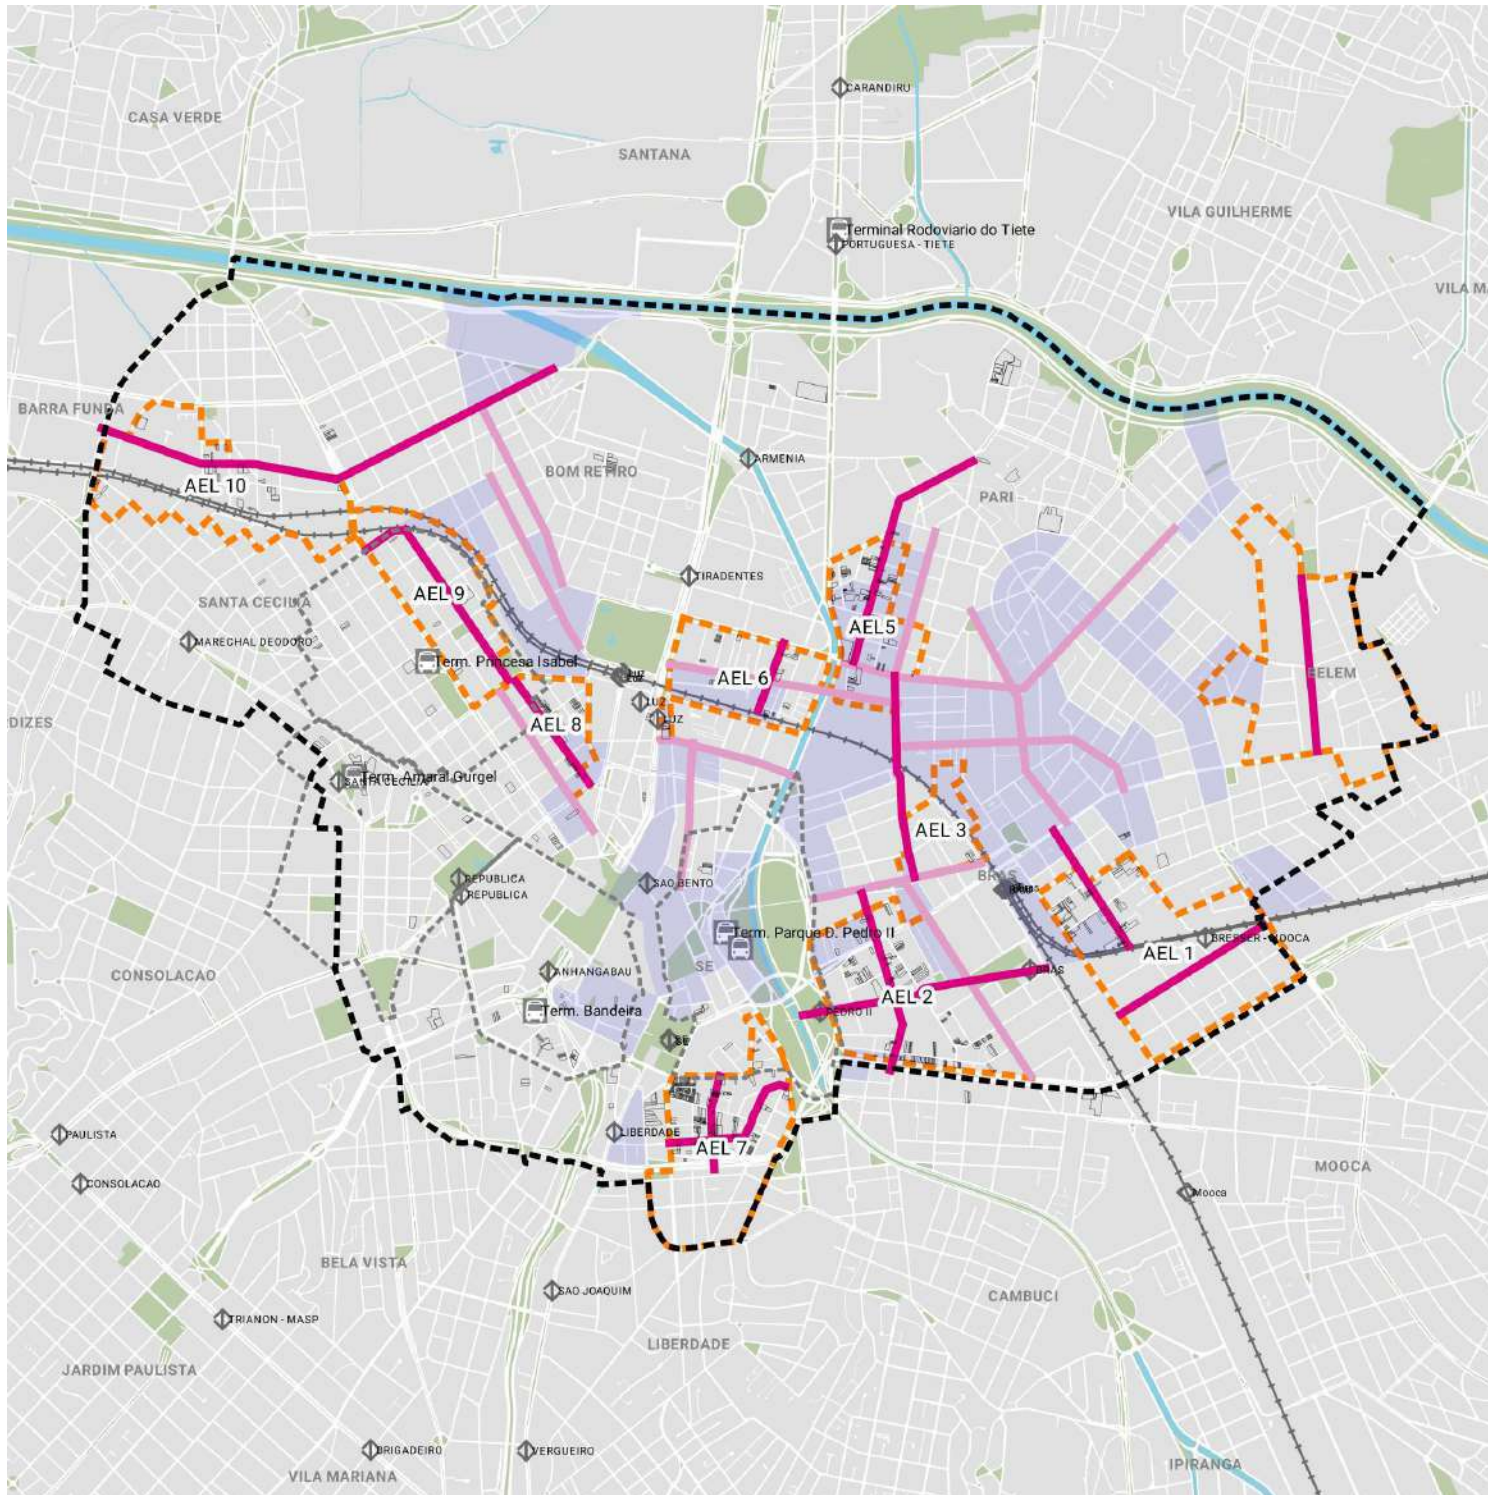 CARANDIRU
CASA VERDE
SANTANA
VILA GUILHERME
Terminal Rodoviario do Tiete
PORTUGUESA - TIETE
VILA M
BARRA FUNDA
ARMENIA
BOM RETIRO
AEL 10
PARI
TIRADENTES
AEL 9
SANTA CECILIA
AEL5
MARECHAL DEODORO
Term. Princesa Isabel
BELEM
AEL 6
LUZ
LUZ
AEL 8
RDIZES
Term. Amaral Gurgel
SANTA CECILIA
AEL 3
REPUBLICA
BRAS
SAO BENTO
REPUBLICA
Term. Parque D. Pedro II
BRESSER - MOOCA
AEL 1
SE
ANHANGABAU
BRAS
CONSOLACAO
AEL 2
Term. Bandeira
PEDRO II
SE
LIBERDADE
PAULISTA
AEL 7
MOOCA
CONSOLACAO
Mooca
BELA VISTA
SAO JOAQUIM
CAMBUCI
TRIANON - MASP
LIBERDADE
JARDIM PAULISTA
BRIGADEIRO
VERGUEIRO
IPIRANGA
VILA MARIANA